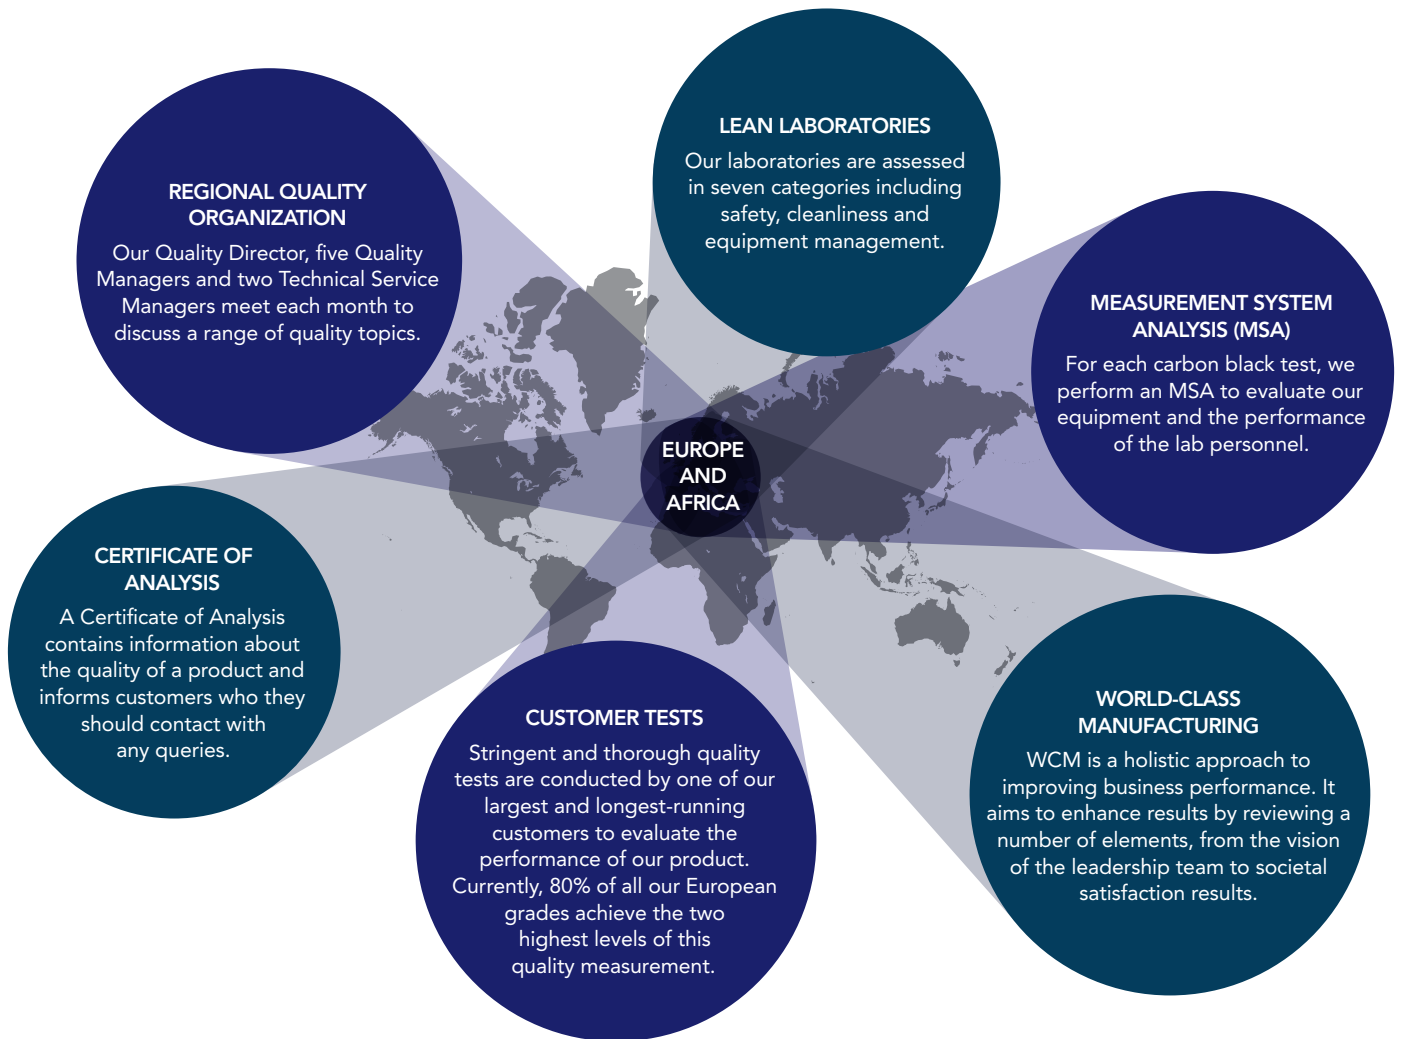 LEAN LABORATORIES
Our laboratories are assessed
in seven categories including
safety, cleanliness and
equipment management.
REGIONAL QUALITY
ORGANIZATION
Our Quality Director, five Quality
Managers and two Technical Service
Managers meet each month to
discuss a range of quality topics.
MEASUREMENT SYSTEM
ANALYSIS (MSA)
For each carbon black test, we
perform an MSA to evaluate our
equipment and the performance
of the lab personnel.
EUROPE
AND
AFRICA
CERTIFICATE OF
ANALYSIS
A Certificate of Analysis
contains information about
the quality of a product and
informs customers who they
should contact with
any queries.
CUSTOMER TESTS
Stringent and thorough quality
tests are conducted by one of our
largest and longest-running
customers to evaluate the
performance of our product.
Currently, 80% of all our European
grades achieve the two
highest levels of this
quality measurement.
WORLD-CLASS
MANUFACTURING
WCM is a holistic approach to
improving business performance. It
aims to enhance results by reviewing a
number of elements, from the vision
of the leadership team to societal
satisfaction results.